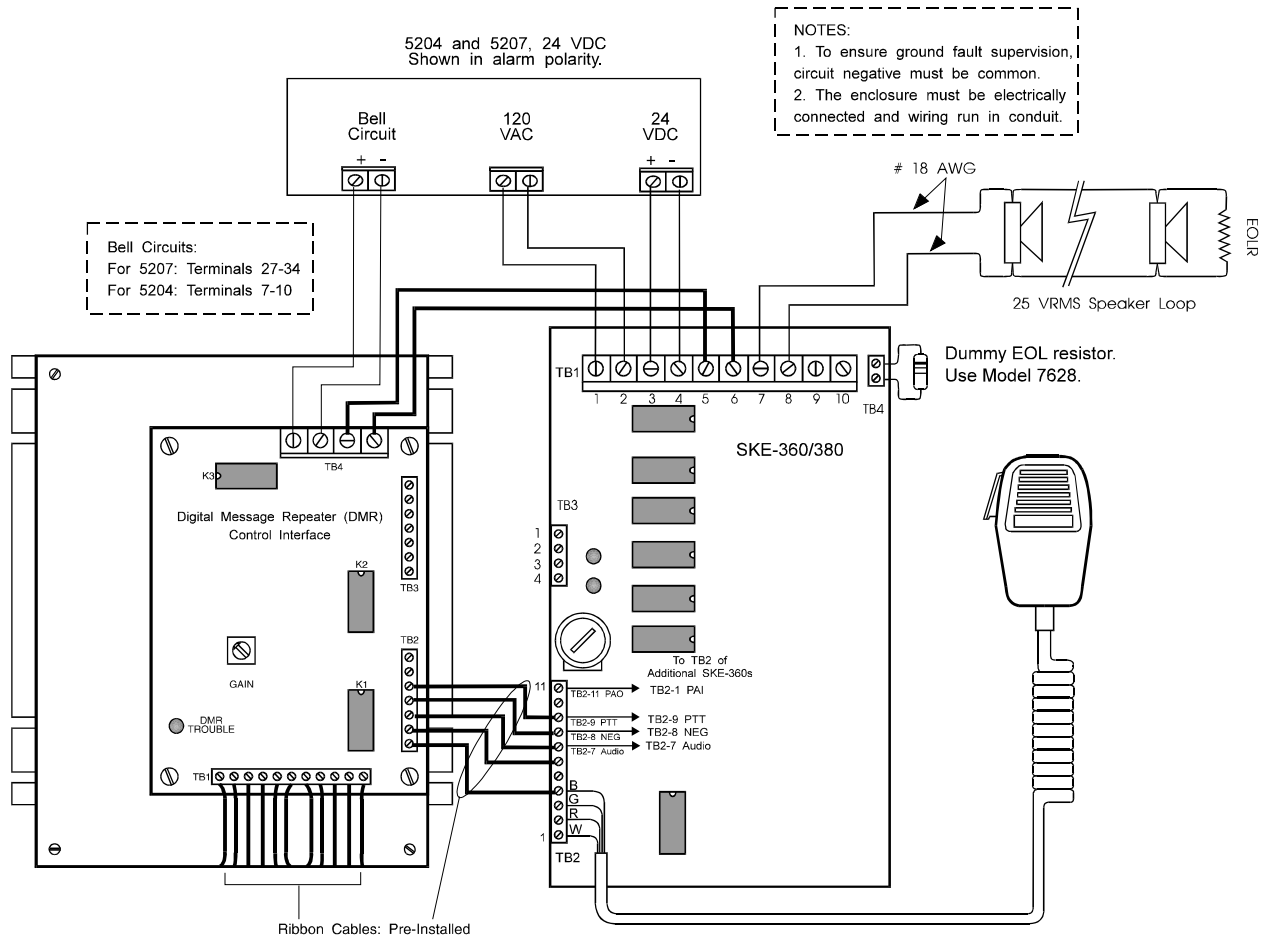 5204 and 5207, 24 VDC
Shown in alarm polarity.
NOTES:
1. To ensure ground fault supervision,
circuit negative must be common.
2. The enclosure must be electrically
connected and wiring run in conduit.
Bell
Circuit
+ -
120
VAC
24
VDC
+ -
# 18 AWG
EOLR
25 VRMS Speaker Loop
Bell Circuits:
For 5207: Terminals 27-34
For 5204: Terminals 7-10
TB1
1 2 3 4 5 6 7 8 9 10
TB4
Dummy EOL resistor.
Use Model 7628.
SKE-360/380
TB4
K3
Digital Message Repeater (DMR)
Control Interface
TB3
K2
TB2
GAIN
K1
DMR
TROUBLE
TB1
TB3
1
2
3
4
To TB2 of
Additional SKE-360s
11
TB2-11 PAO
TB2-1 PAI
TB2-9 PTT
TB2-9 PTT
TB2-8 NEG
TB2-8 NEG
TB2-7 Audio
TB2-7 Audio
B
G
R
W
1
TB2
Ribbon Cables: Pre-Installed